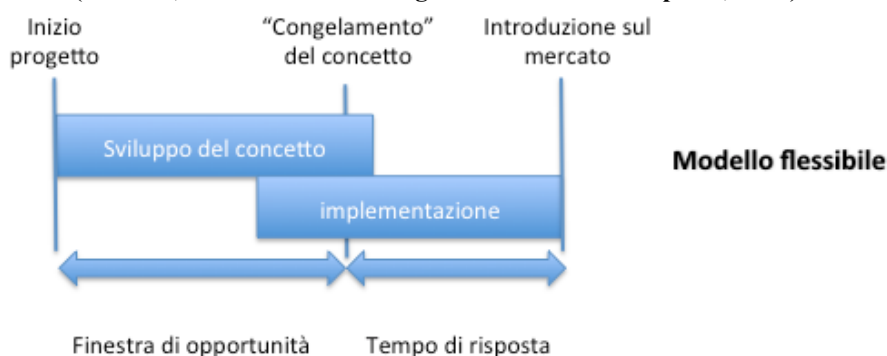 Inizio
progetto
“Congelamento”
del concetto
Introduzione sul
mercato
Sviluppo del concetto
Modello flessibile
implementazione
Finestra di opportunità
Tempo di risposta